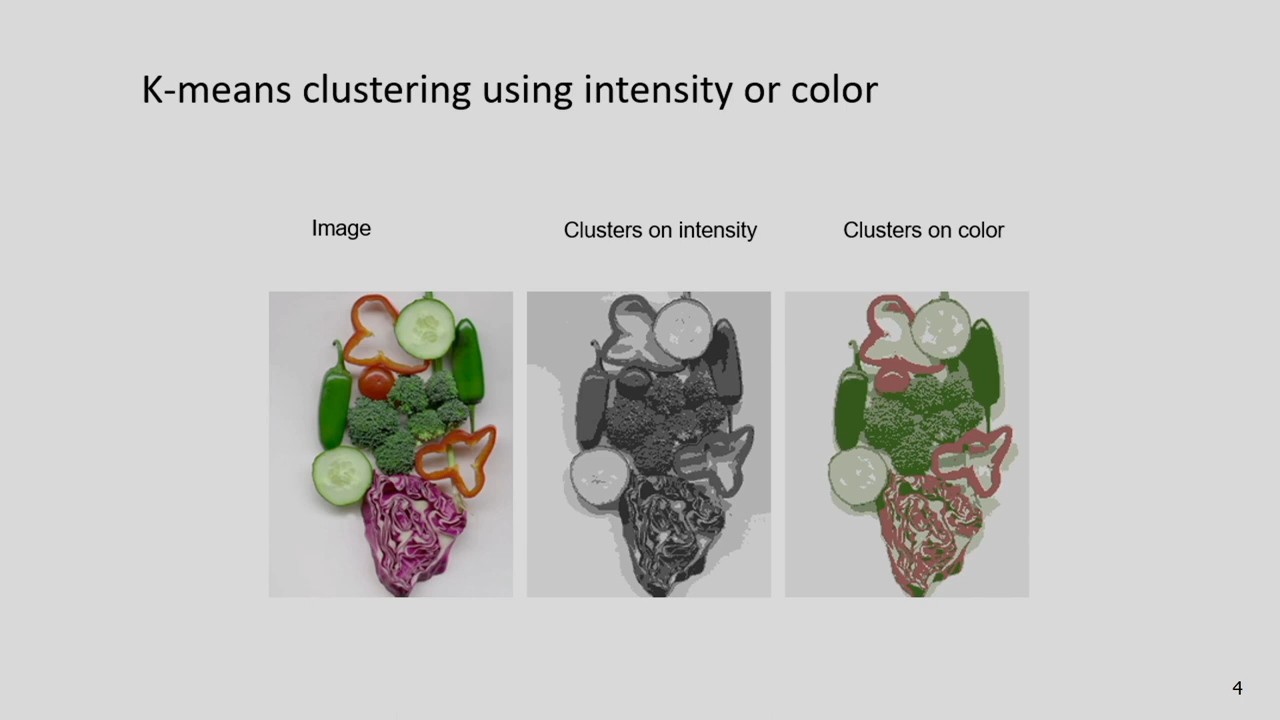 K-means clustering using intensity or color
Image
Clusters on intensity
Clusters on color
4